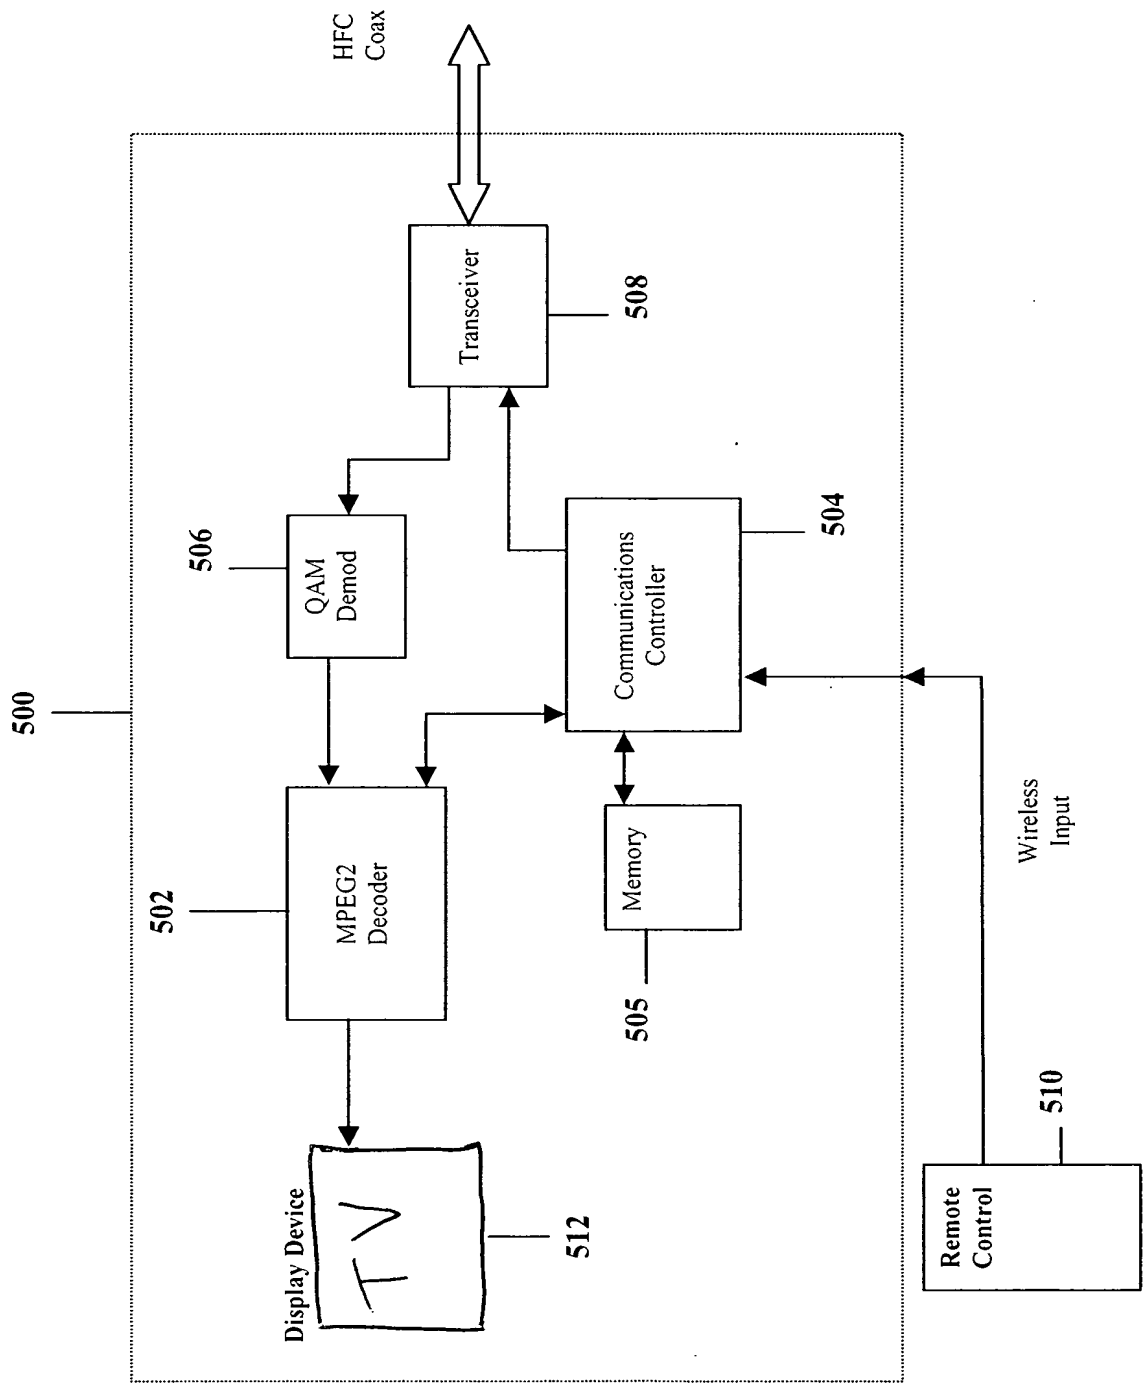 500
502
506
Display Device
TV
512
MPEG2
Decoder
QAM
Demod
Transceiver
508
HFC
Coax
Memory
505
Communications
Controller
504
Remote
Control
510
Wireless
Input